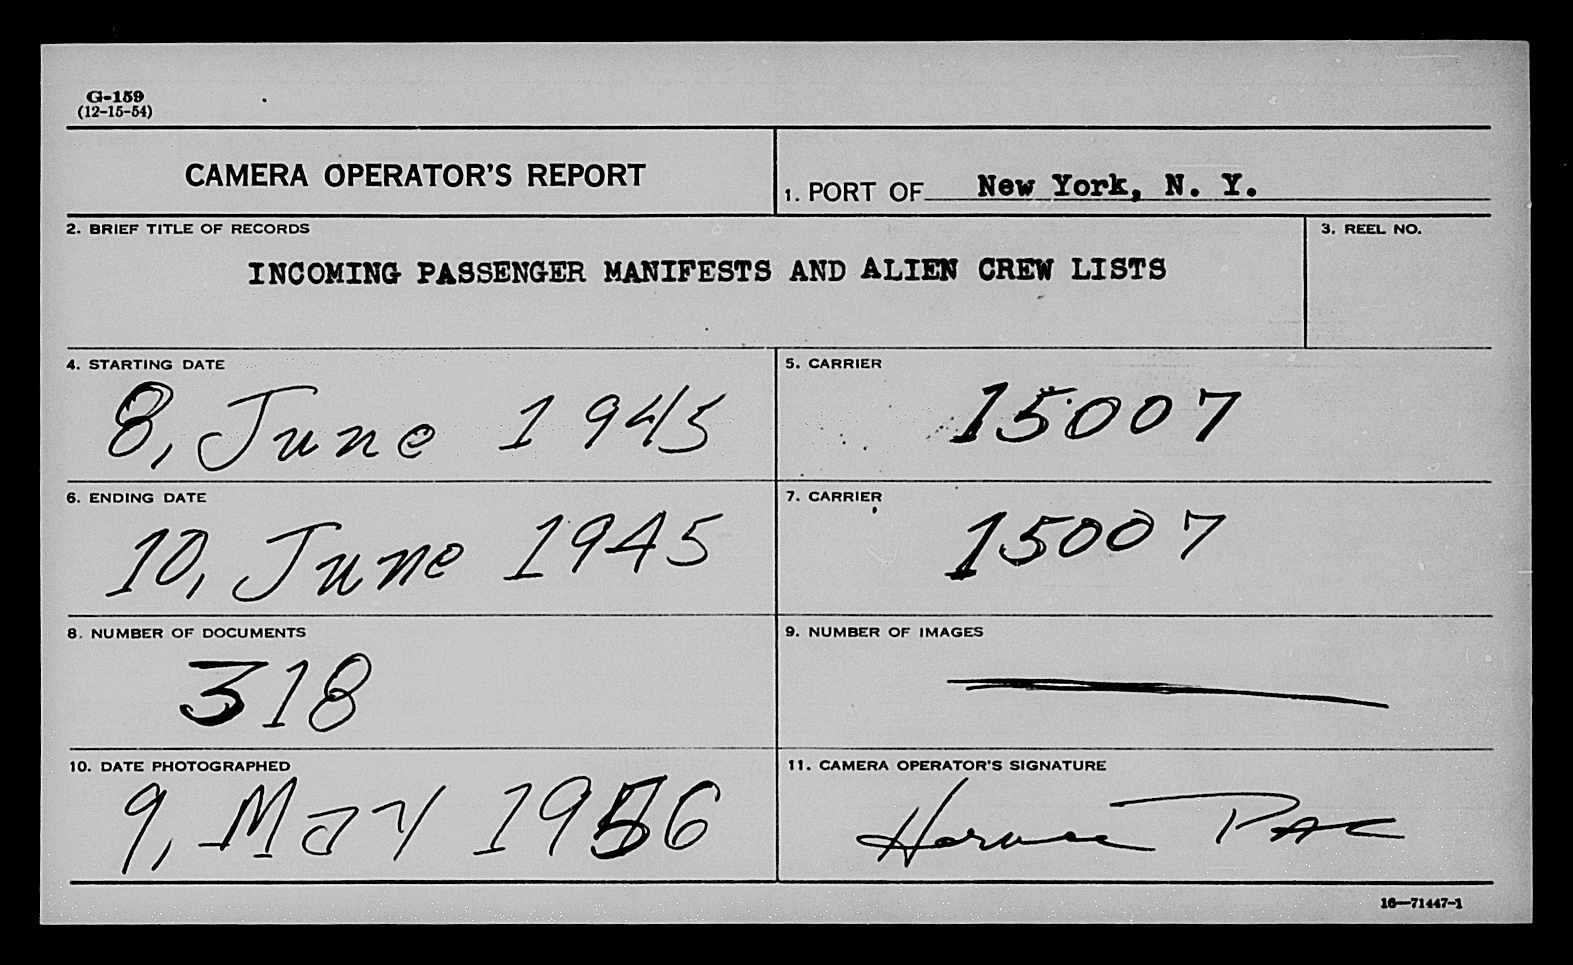 G-159
(12-15-54)
CAMERA OPERATOR'S REPORT
1. PORT OF New York, N. Y.
2. BRIEF TITLE OF RECORDS
3. REEL NO.
INCOMING PASSENGER MANIFESTS AND ALIEN CREW LISTS
4. STARTING DATE
5. CARRIER
8, June 1945
15007
6. ENDING DATE
7. CARRIER
10, June 1945
15007
8. NUMBER OF DOCUMENTS
9. NUMBER OF IMAGES
318
10. DATE PHOTOGRAPHED
11. CAMERA OPERATOR'S SIGNATURE
9, May 1956
16—71447-1